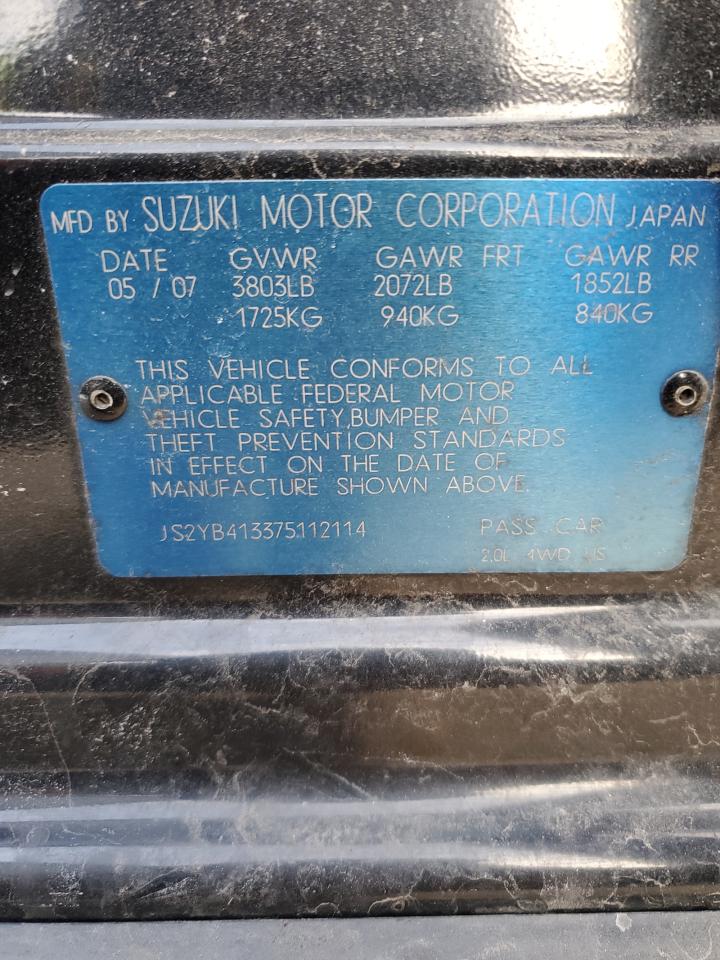 MFD BY SUZUKI MOTOR CORPORATION JAPAN
DATE GVWR GAWR FRT GAWR RR
05 / 07 3803LB 2072LB 1852LB
1725KG 940KG 840KG
THIS VEHICLE CONFORMS TO ALL
APPLICABLE FEDERAL MOTOR
VEHICLE SAFETY,BUMPER AND
THEFT PREVENTION STANDARDS
IN EFFECT ON THE DATE OF
MANUFACTURE SHOWN ABOVE.
JS2YB413375112114 PASS CAR
2.0L 4WD US